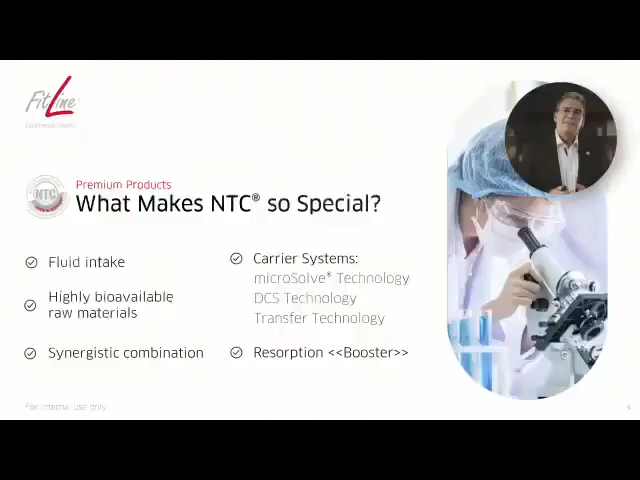 FitLine
Premium Products
NTC
What Makes NTC® so Special?
Fluid intake
Highly bioavailable
raw materials
Synergistic combination
Carrier Systems:
microSolve® Technology
DCS Technology
Transfer Technology
Resorption <<Booster>>
For internal use only
4